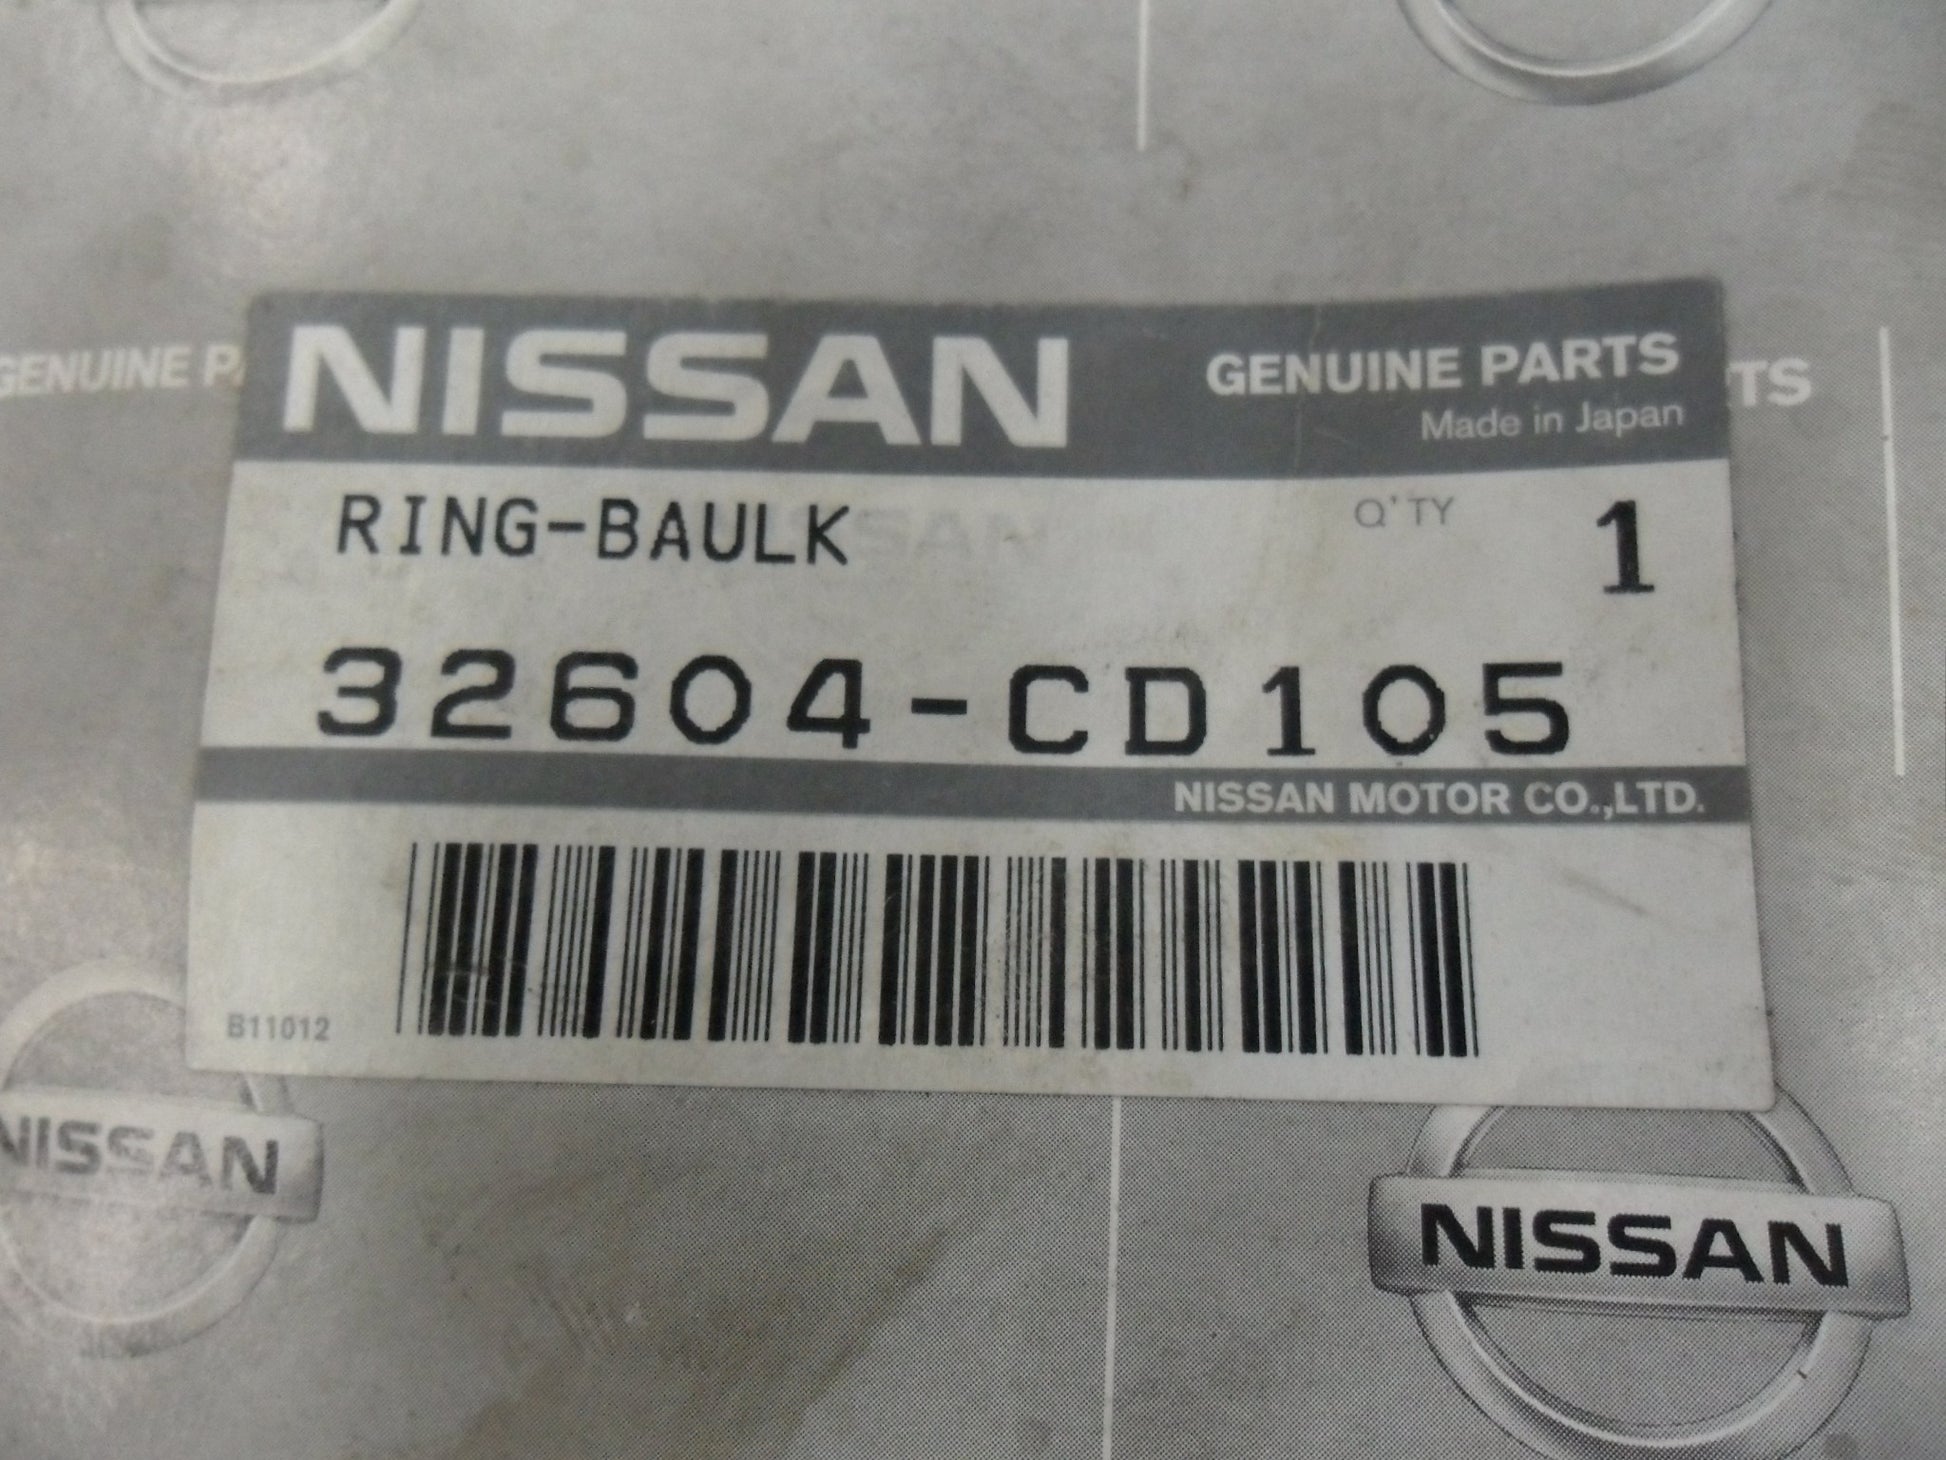 NISSAN
GENUINE PARTS
Made in Japan
RING-BAULK
Q'TY
1
32604-CD105
NISSAN MOTOR CO.,LTD.
B11012
GENUINE P
TS
NISSAN
NISSAN